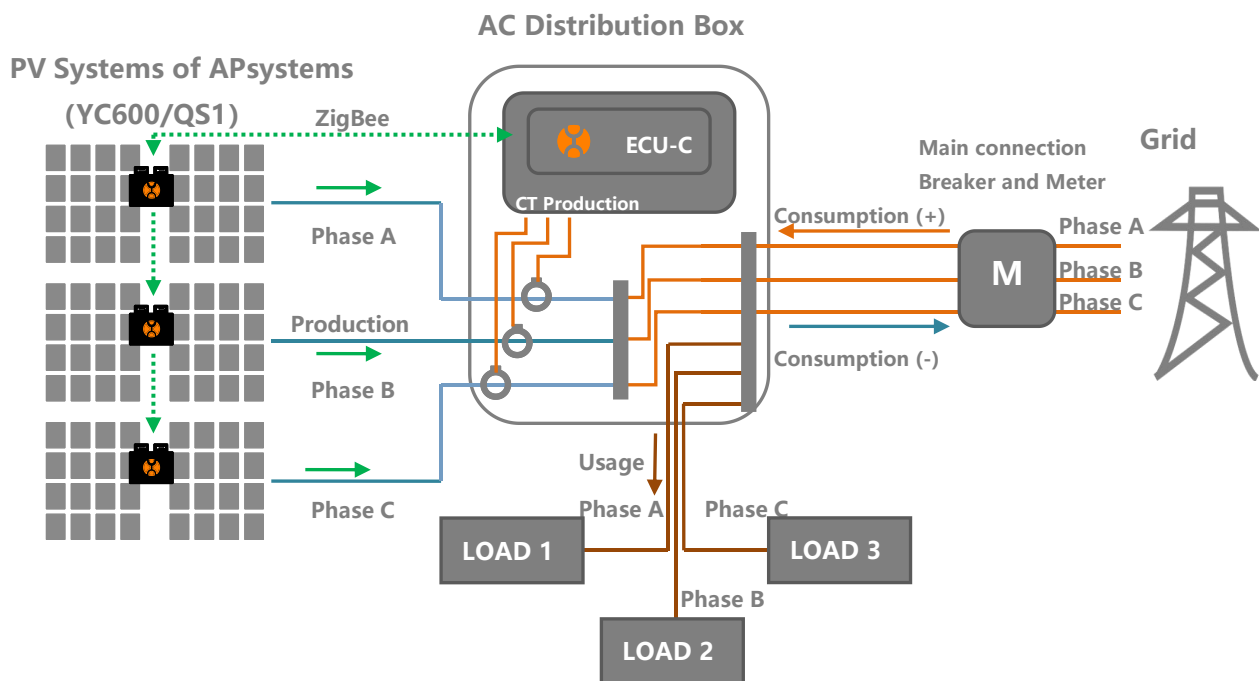 AC Distribution Box
PV Systems of APsystems
(YC600/QS1)
ZigBee
ECU-C
CT Production
Main connection
Breaker and Meter
Grid
Consumption (+)
Phase A
Phase A
M
Phase B
Phase C
Production
Phase B
Consumption (-)
Usage
Phase C
Phase A
Phase C
LOAD 1
LOAD 3
Phase B
LOAD 2